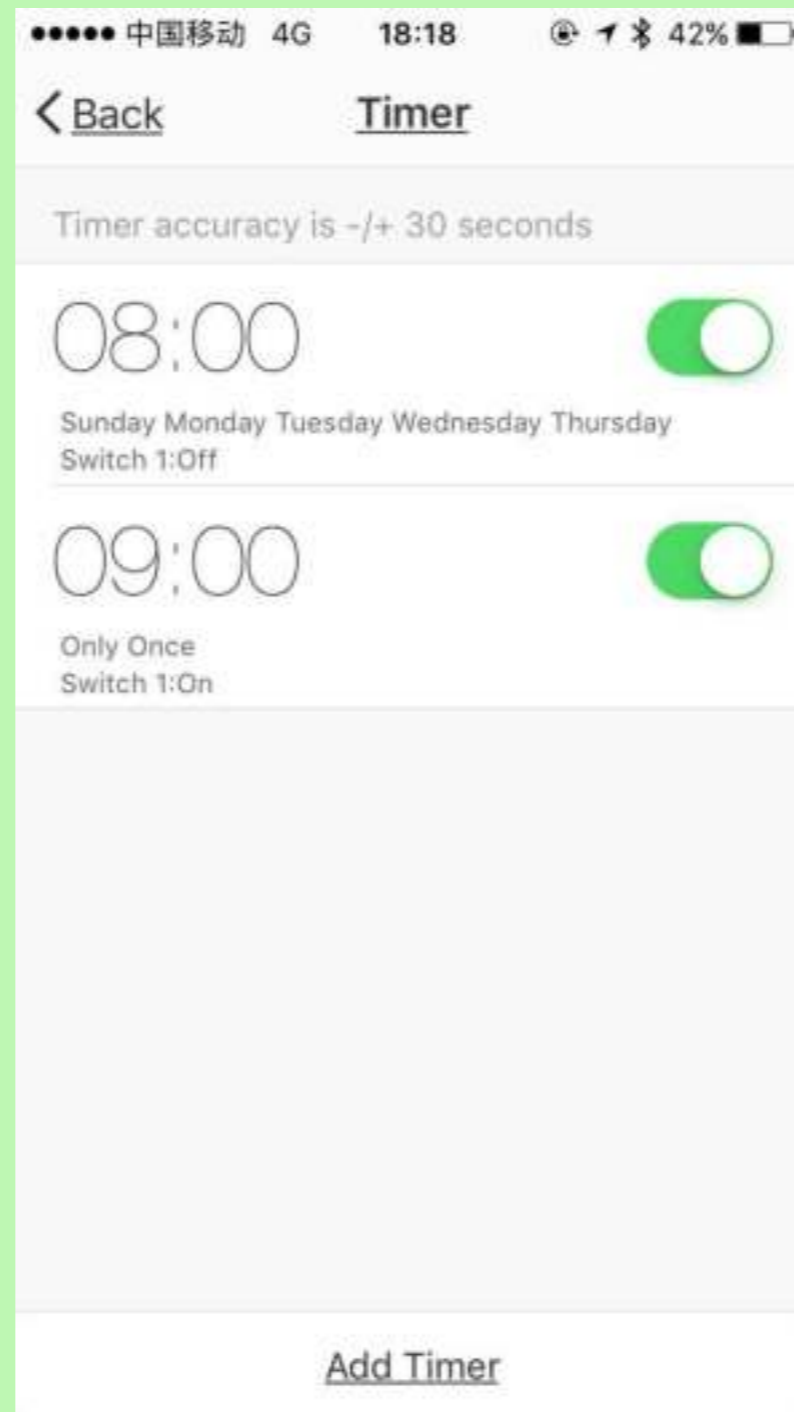 中国移动 4G 18:18 42%
Back Timer
Timer accuracy is -/+ 30 seconds
08:00
Sunday Monday Tuesday Wednesday Thursday
Switch 1:Off
09:00
Only Once
Switch 1:On
Add Timer